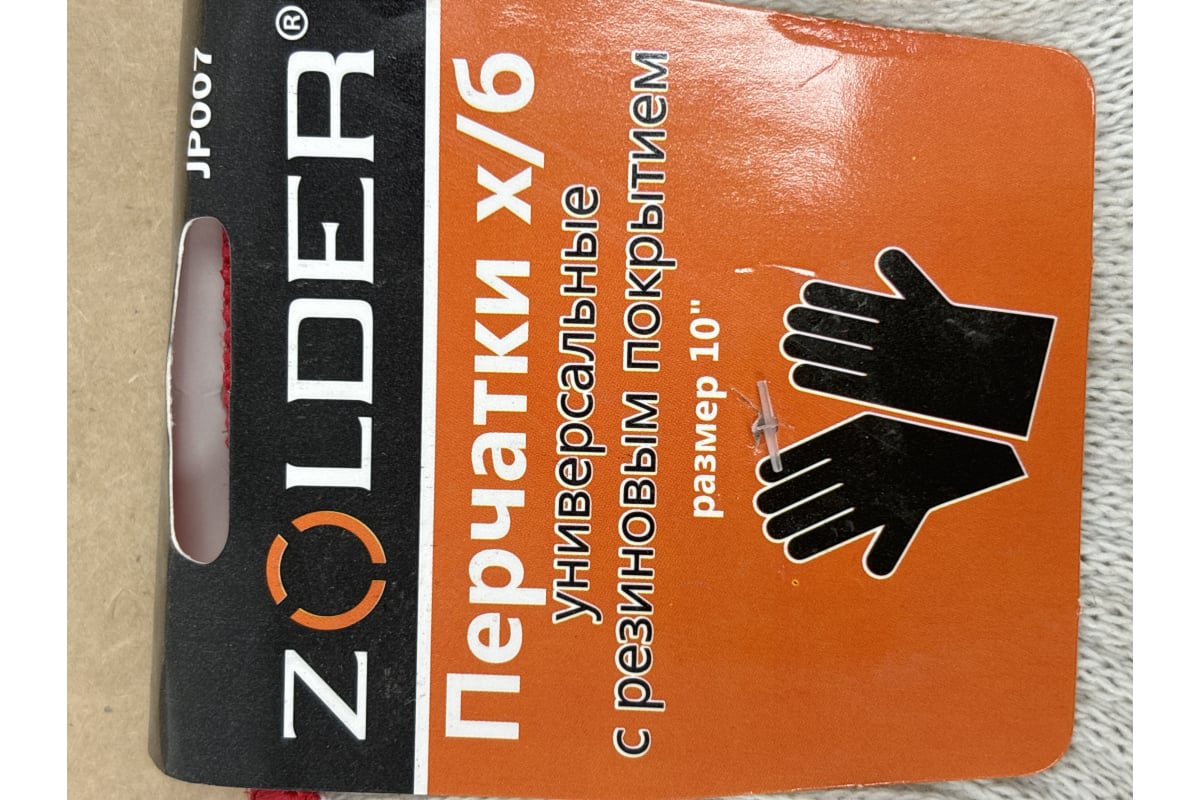 JP007
ZOLDER®
Перчатки х/б
универсальные
с резиновым покрытием
размер 10"